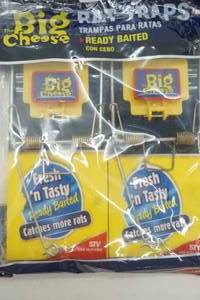 The
Big
Cheese
RAT TRAPS
TRAMPAS PARA RATAS
READY BAITED
CON CEBO
Big
Cheese
Big
Cheese
Fresh
'n Tasty
Ready Baited
Catches more rats
STV
Fresh
'n Tasty
Ready Baited
Catches more rats
STV